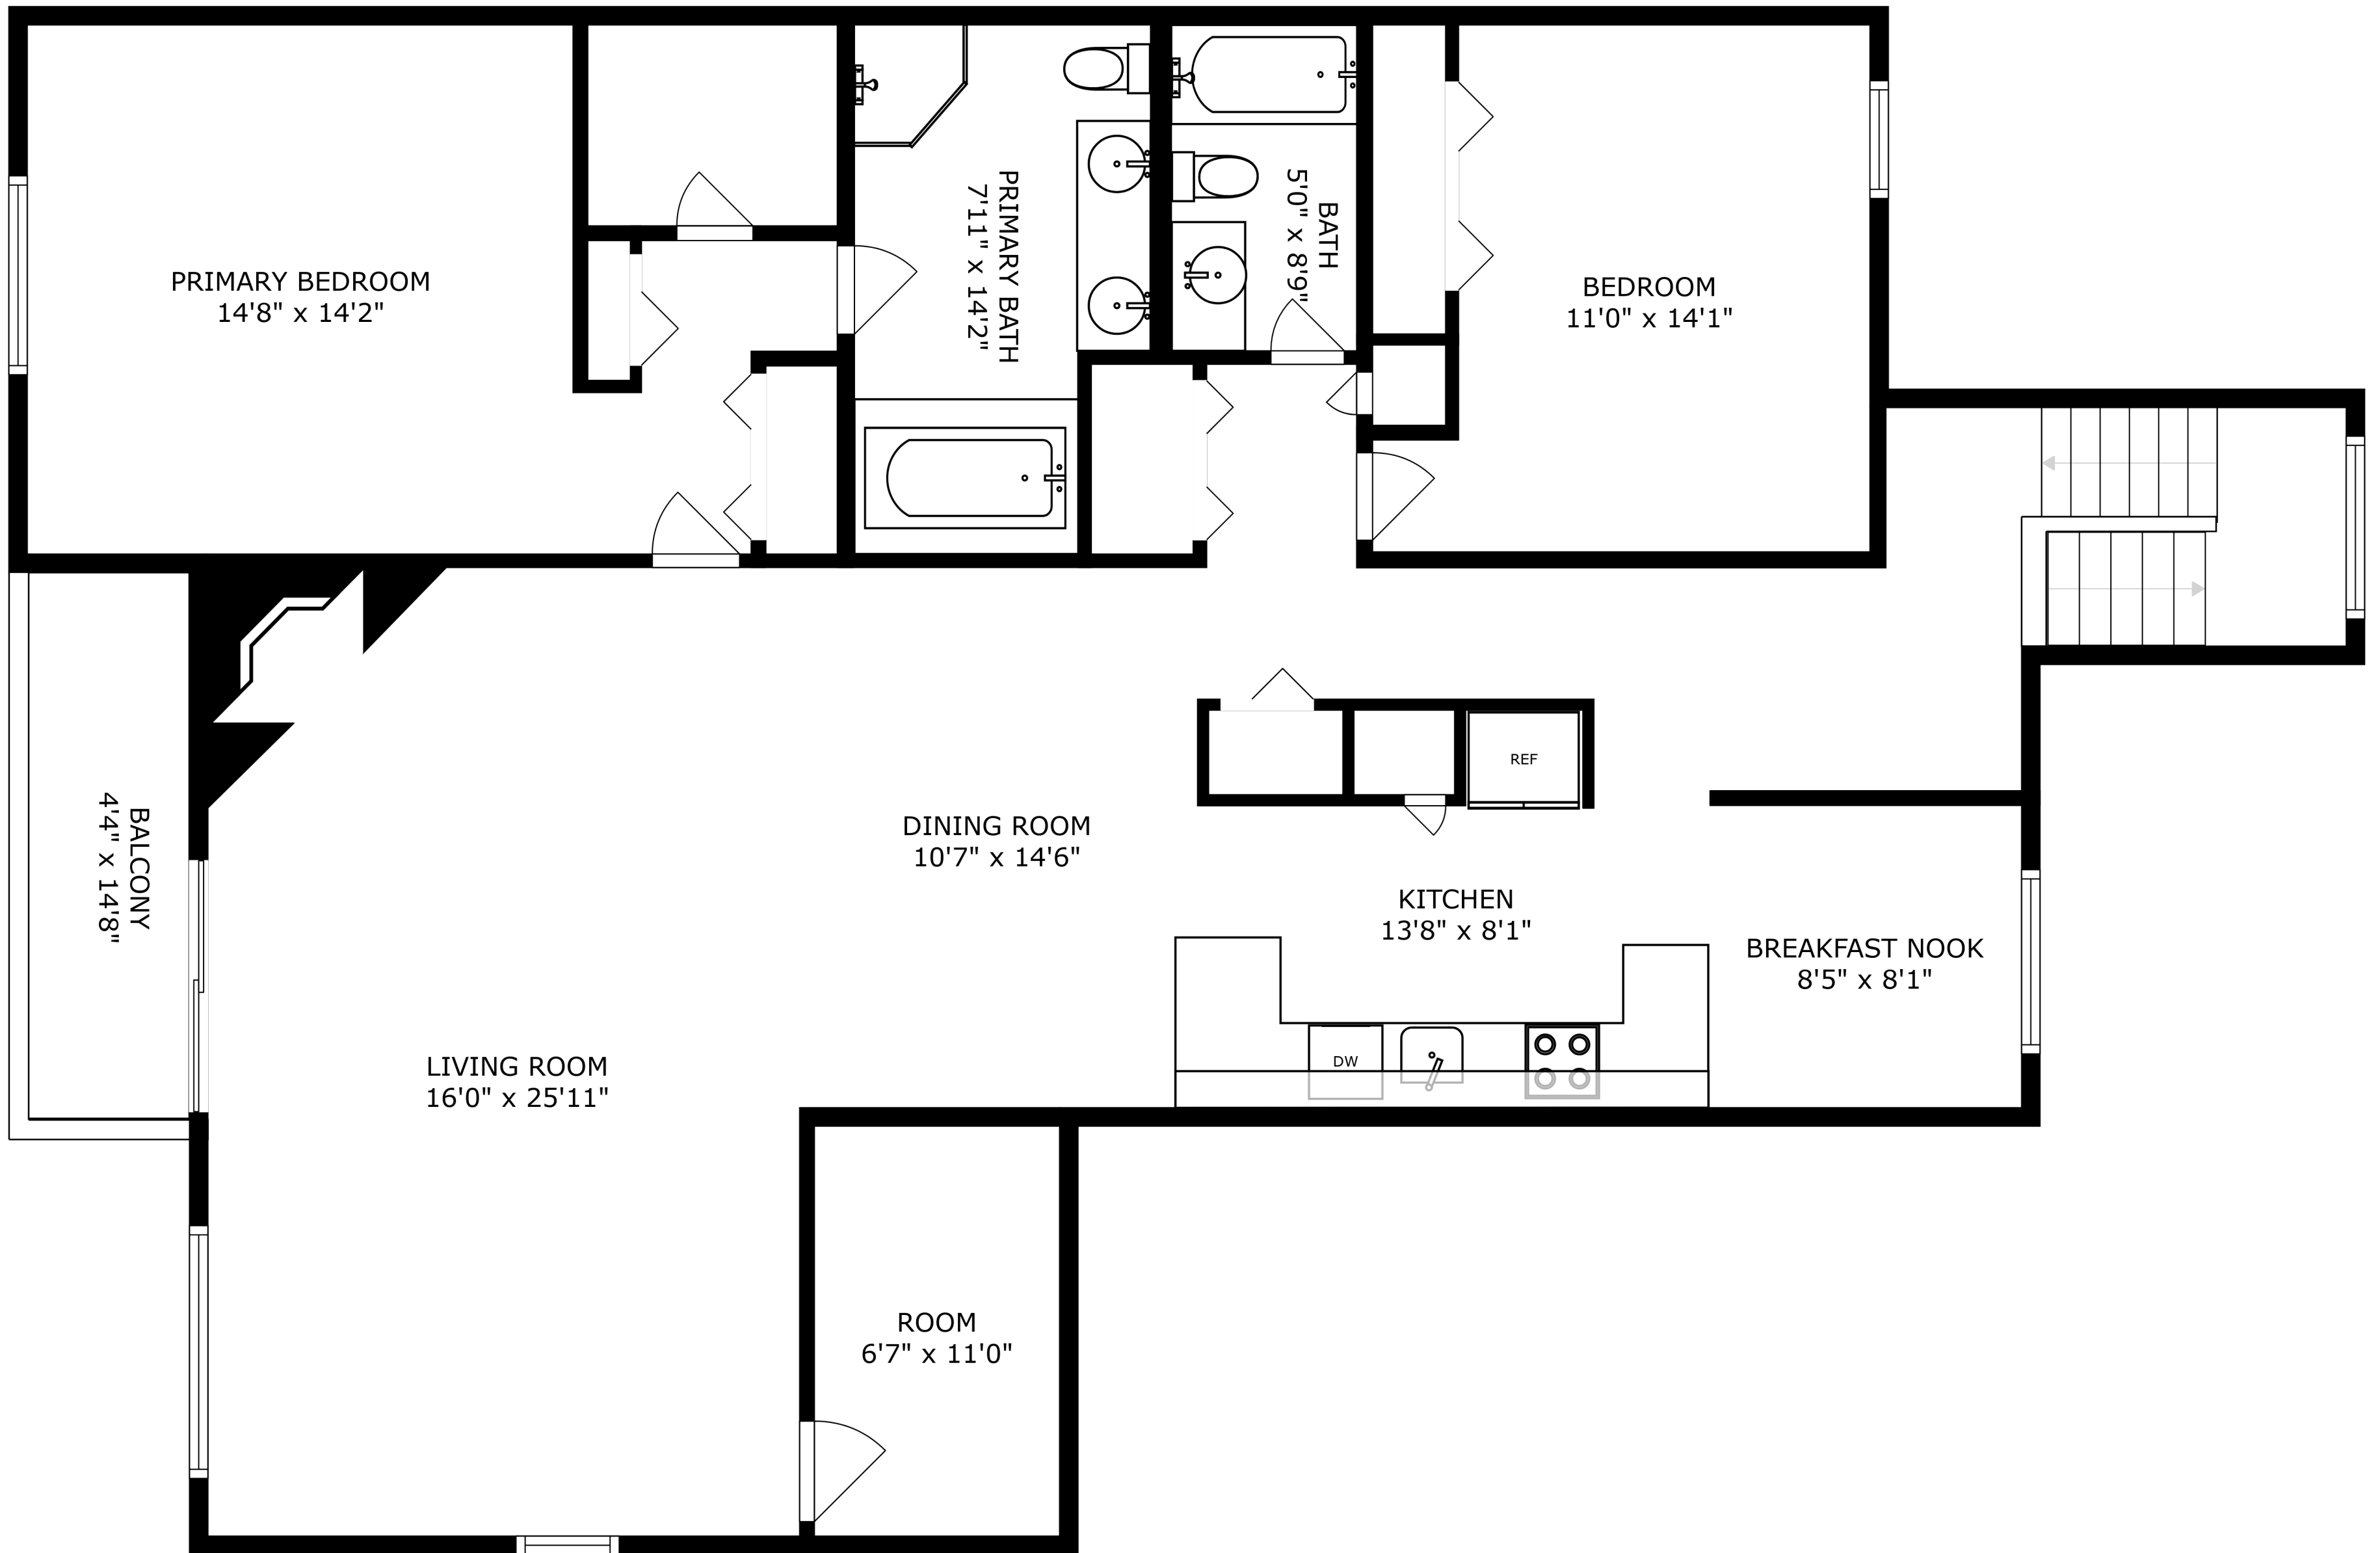 PRIMARY BEDROOM
14'8" x 14'2"
PRIMARY BATH
7'11" x 14'2"
BATH
5'0" x 8'9"
BEDROOM
11'0" x 14'1"
REF
BALCONY
4'4" x 14'8"
DINING ROOM
10'7" x 14'6"
KITCHEN
13'8" x 8'1"
BREAKFAST NOOK
8'5" x 8'1"
LIVING ROOM
16'0" x 25'11"
DW
ROOM
6'7" x 11'0"